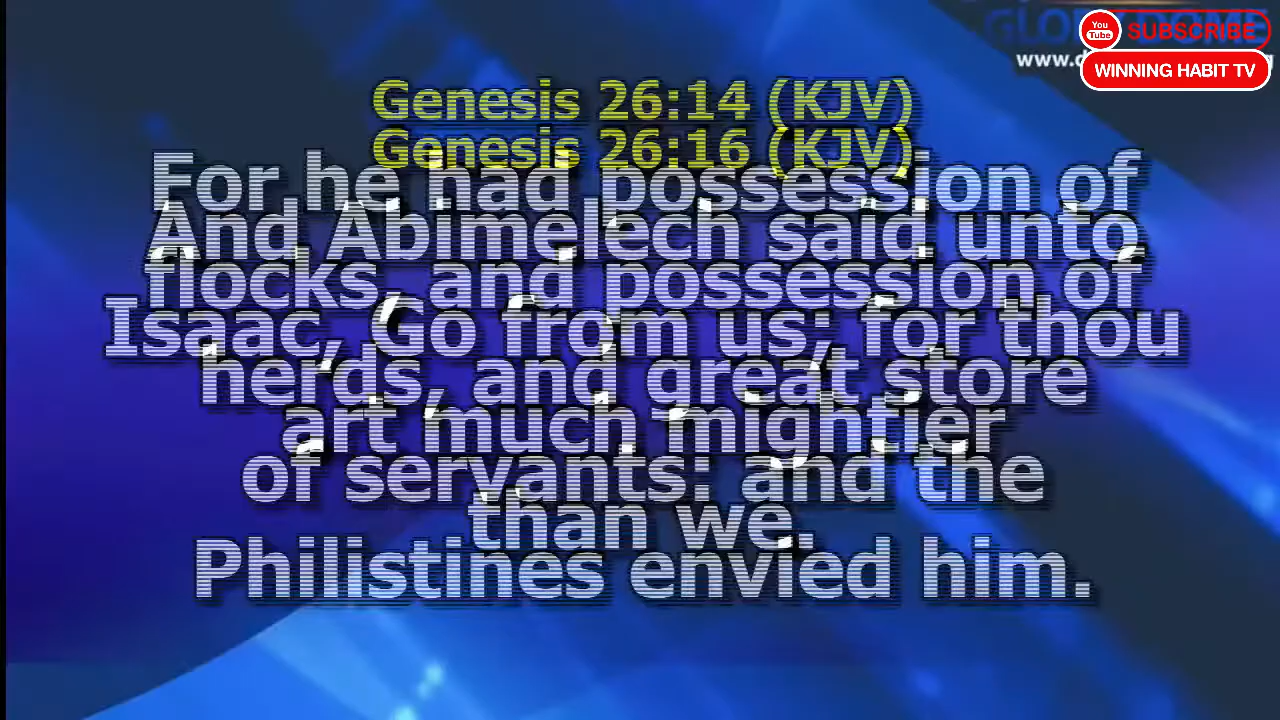 GLORY DOME
SUBSCRIBE
You
Tube
www.d
WINNING HABIT TV
Genesis 26:14 (KJV)
Genesis 26:16 (KJV)
For he had possession of
And Abimelech said unto
flocks, and possession of
Isaac, Go from us; for thou
herds, and great store
art much mightier
of servants: and the
than we.
Philistines envied him.